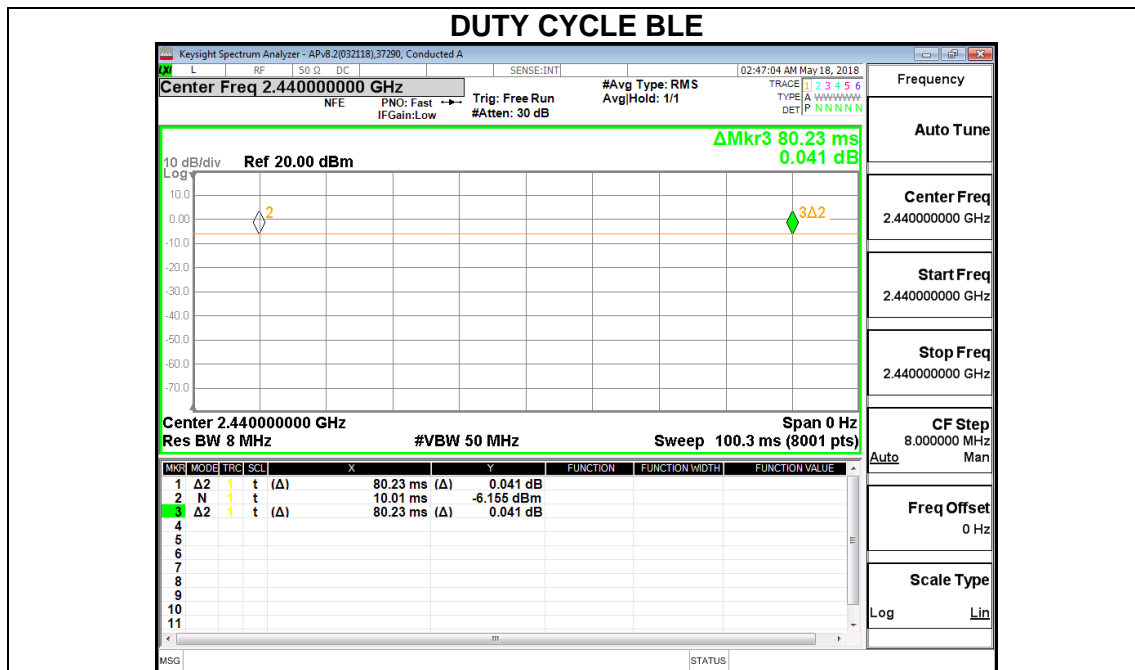 DUTY CYCLE BLE
Keysight Spectrum Analyzer - APv8.2(032118),37290, Conducted A
LXI L RF 50 Ω DC SENSE:INT 02:47:04 AM May 18, 2018
Center Freq 2.440000000 GHz
NFE PNO: Fast Trig: Free Run #Avg Type: RMS TRACE 1 2 3 4 5 6
IFGain:Low #Atten: 30 dB Avg|Hold: 1/1 TYPE A WWWWW
DET P N N N N N
ΔMkr3 80.23 ms
0.041 dB
10 dB/div Ref 20.00 dBm
Log
10.0
0.00
-10.0
-20.0
-30.0
-40.0
-50.0
-60.0
-70.0
2
3Δ2
Center 2.440000000 GHz Span 0 Hz
Res BW 8 MHz #VBW 50 MHz Sweep 100.3 ms (8001 pts)
MKR MODE TRC SCL X Y FUNCTION FUNCTION WIDTH FUNCTION VALUE
1 Δ2 1 t (Δ) 80.23 ms (Δ) 0.041 dB
2 N 1 t 10.01 ms -6.155 dBm
3 Δ2 1 t (Δ) 80.23 ms (Δ) 0.041 dB
4
5
6
7
8
9
10
11
MSG STATUS
Frequency
Auto Tune
Center Freq
2.440000000 GHz
Start Freq
2.440000000 GHz
Stop Freq
2.440000000 GHz
CF Step
8.000000 MHz
Auto Man
Freq Offset
0 Hz
Scale Type
Log Lin